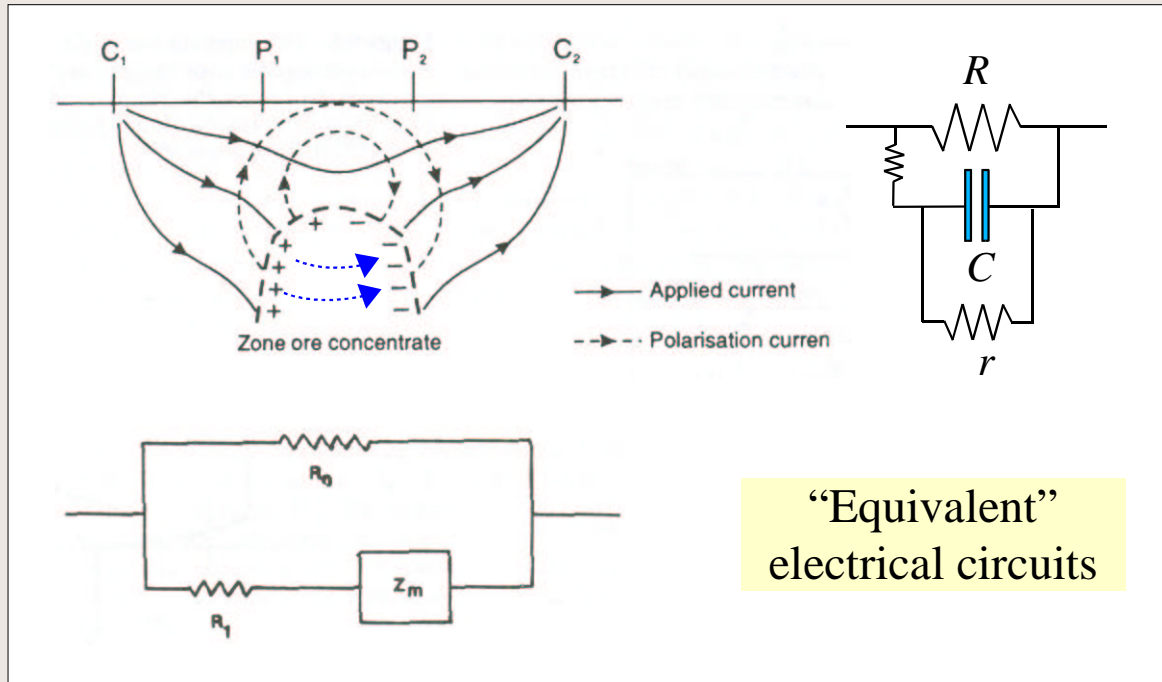 C₁ P₁ P₂ C₂
+ −
+ −
+ −
+ −
+ −
Applied current
Polarisation curren
Zone ore concentrate
R
C
r
R₀
R₁ Zₘ
“Equivalent”
electrical circuits